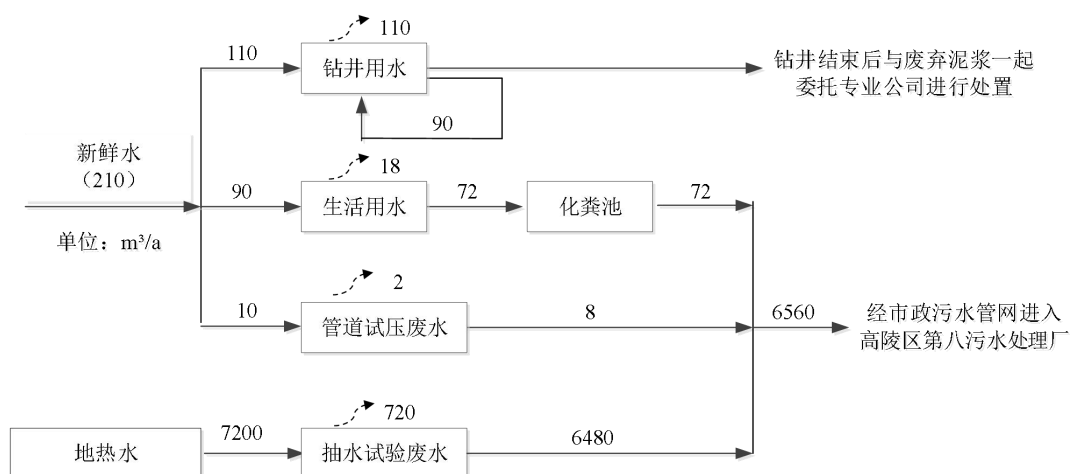 110
110
钻井用水
钻井结束后与废弃泥浆一起
委托专业公司进行处置
90
新鲜水
（210）
单位：m³/a
90
18
生活用水
72
化粪池
72
10
2
管道试压废水
8
6560
经市政污水管网进入
高陵区第八污水处理厂
地热水
7200
720
抽水试验废水
6480